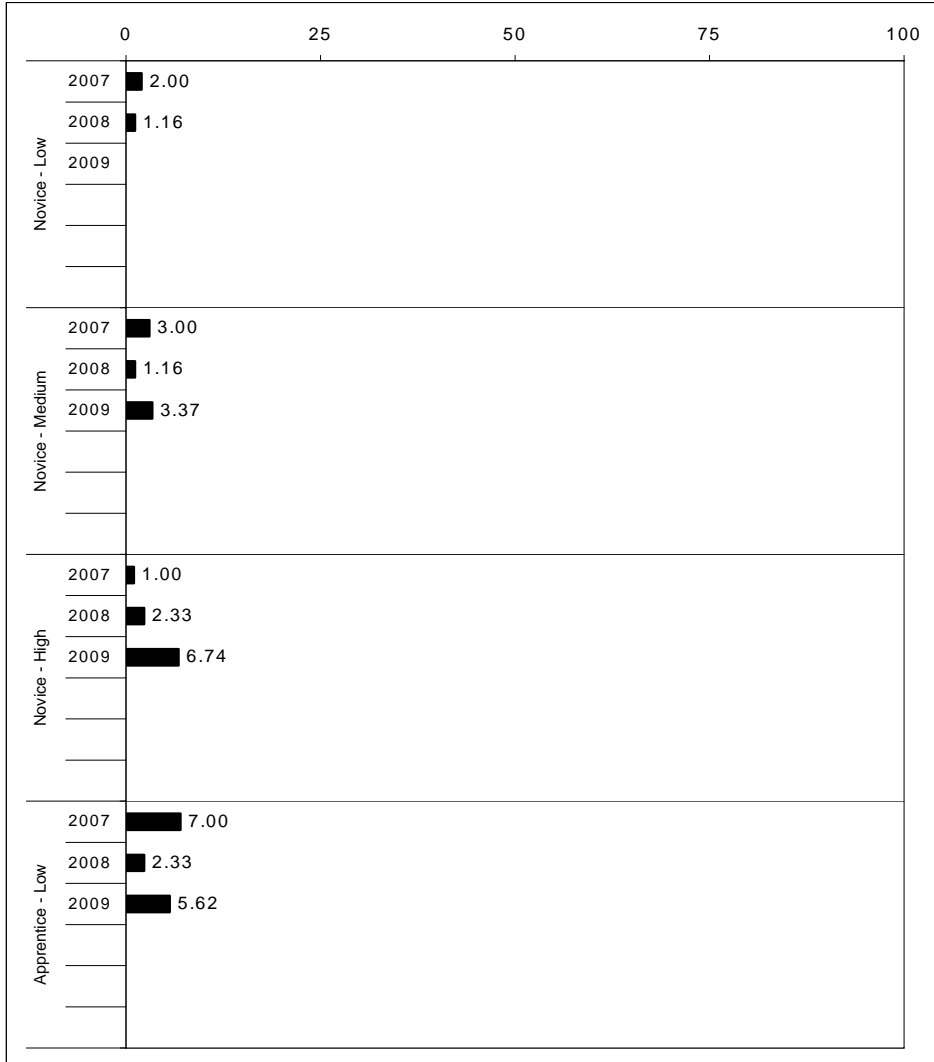 0 25 50 75 100
Novice - Low
2007 2.00
2008 1.16
2009
Novice - Medium
2007 3.00
2008 1.16
2009 3.37
Novice - High
2007 1.00
2008 2.33
2009 6.74
Apprentice - Low
2007 7.00
2008 2.33
2009 5.62